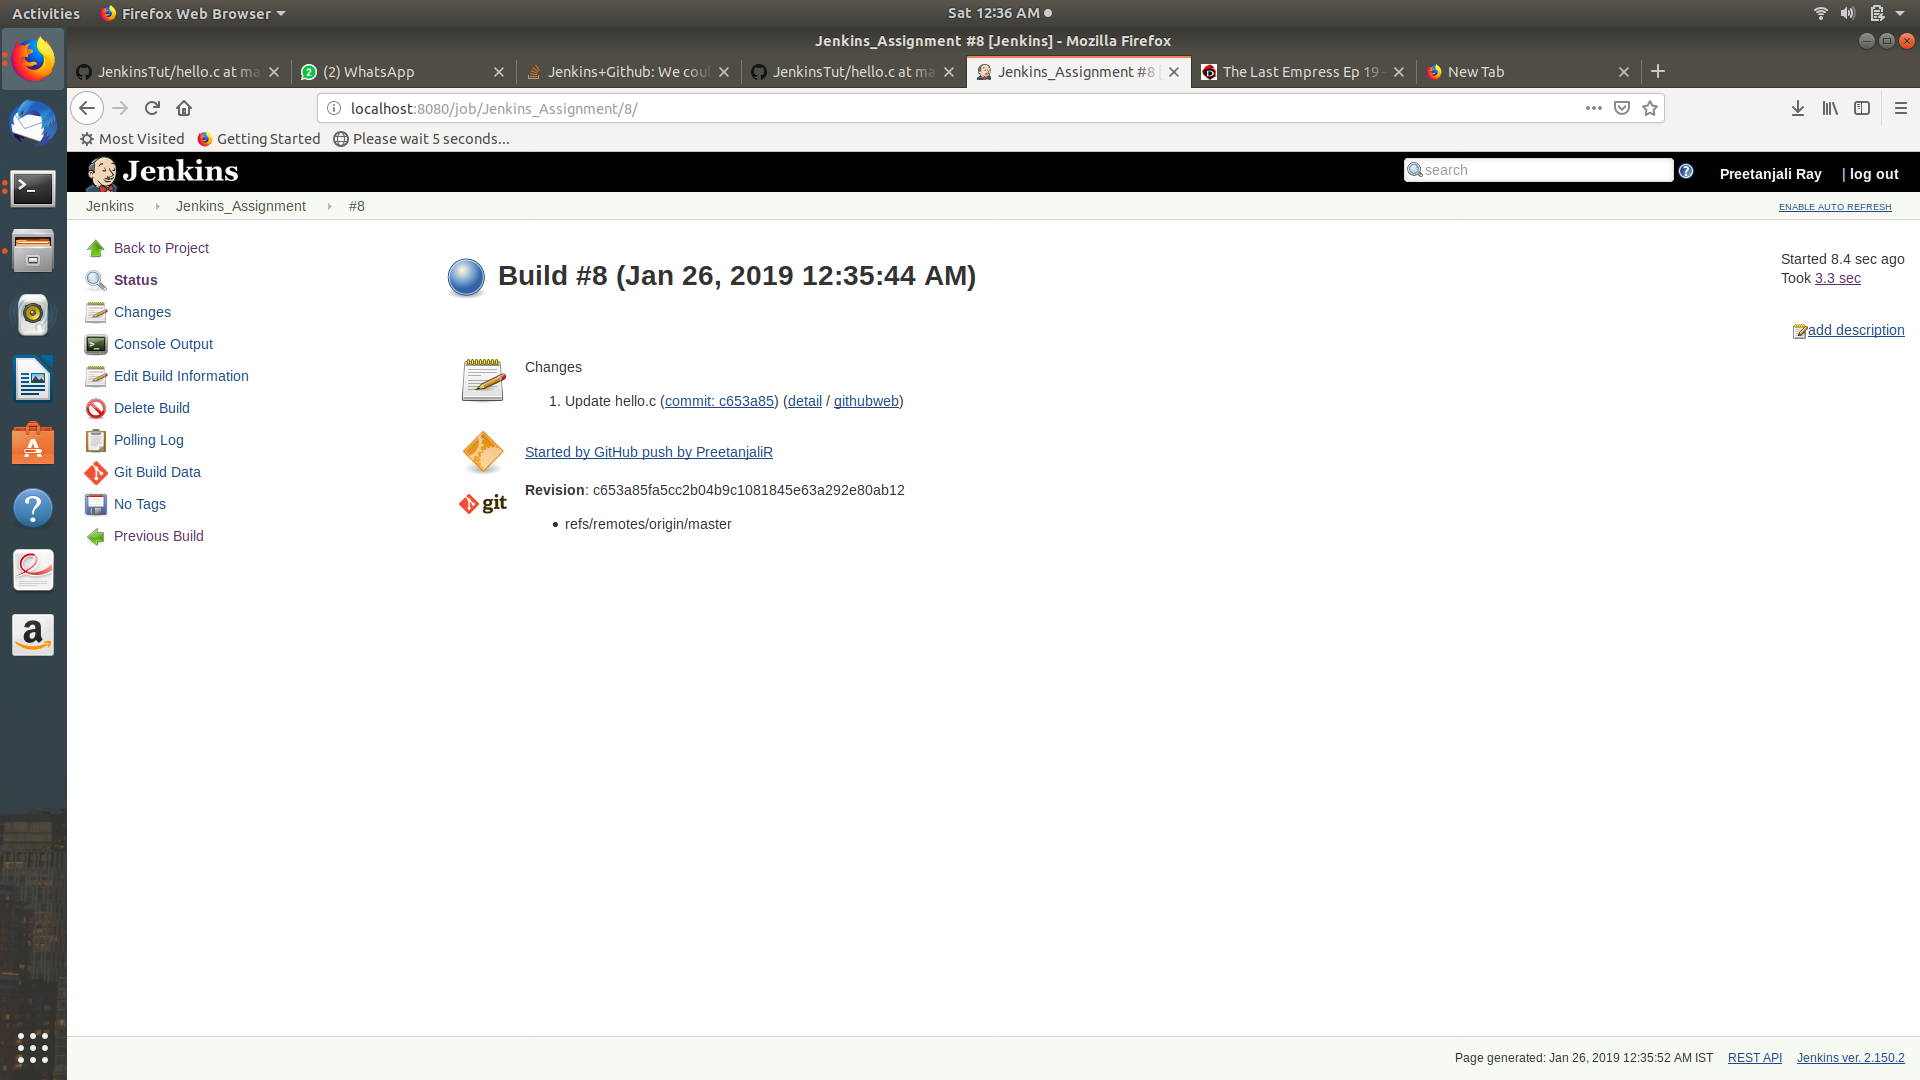 Activities
Firefox Web Browser
Sat 12:36 AM
Jenkins_Assignment #8 [Jenkins] - Mozilla Firefox
JenkinsTut/hello.c at ma
(2) WhatsApp
Jenkins+Github: We coul
JenkinsTut/hello.c at ma
Jenkins_Assignment #8 [
The Last Empress Ep 19 -
New Tab
localhost:8080/job/Jenkins_Assignment/8/
Most Visited
Getting Started
Please wait 5 seconds...
Jenkins
search
Preetanjali Ray
| log out
Jenkins
Jenkins_Assignment
#8
ENABLE AUTO REFRESH
Back to Project
Status
Changes
Console Output
Edit Build Information
Delete Build
Polling Log
Git Build Data
No Tags
Previous Build
Build #8 (Jan 26, 2019 12:35:44 AM)
Started 8.4 sec ago
Took 3.3 sec
add description
Changes
1. Update hello.c (commit: c653a85) (detail / githubweb)
Started by GitHub push by PreetanjaliR
git
Revision: c653a85fa5cc2b04b9c1081845e63a292e80ab12
• refs/remotes/origin/master
Page generated: Jan 26, 2019 12:35:52 AM IST
REST API
Jenkins ver. 2.150.2